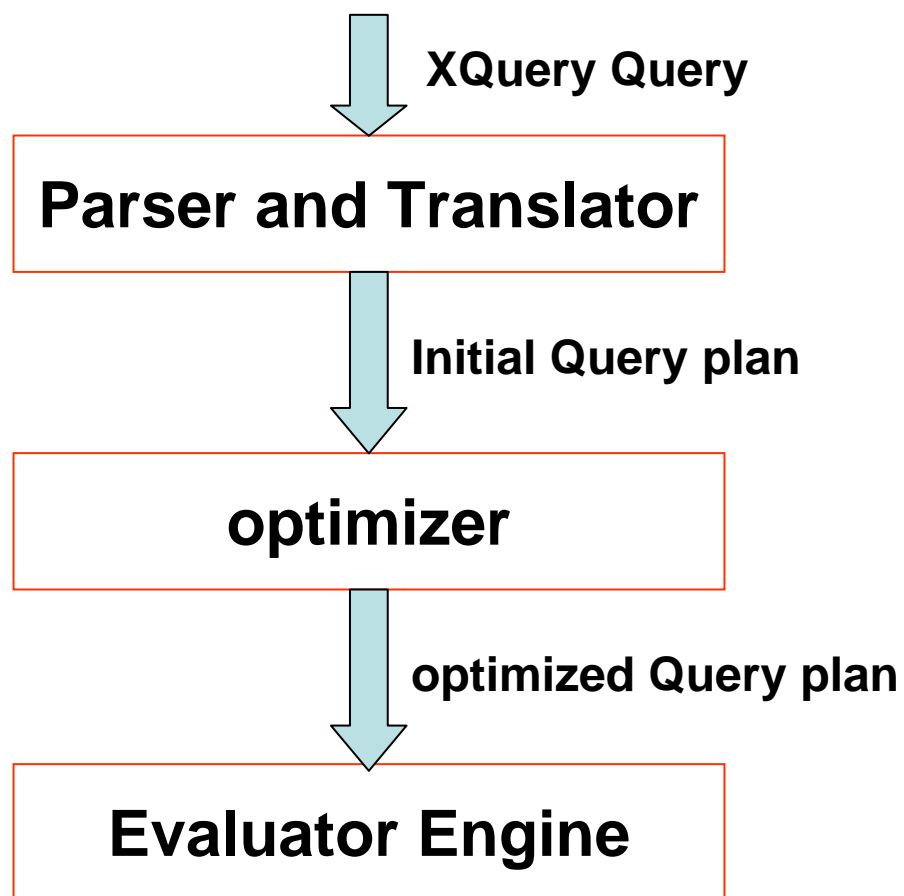 XQuery Query
Parser and Translator
Initial Query plan
optimizer
optimized Query plan
Evaluator Engine